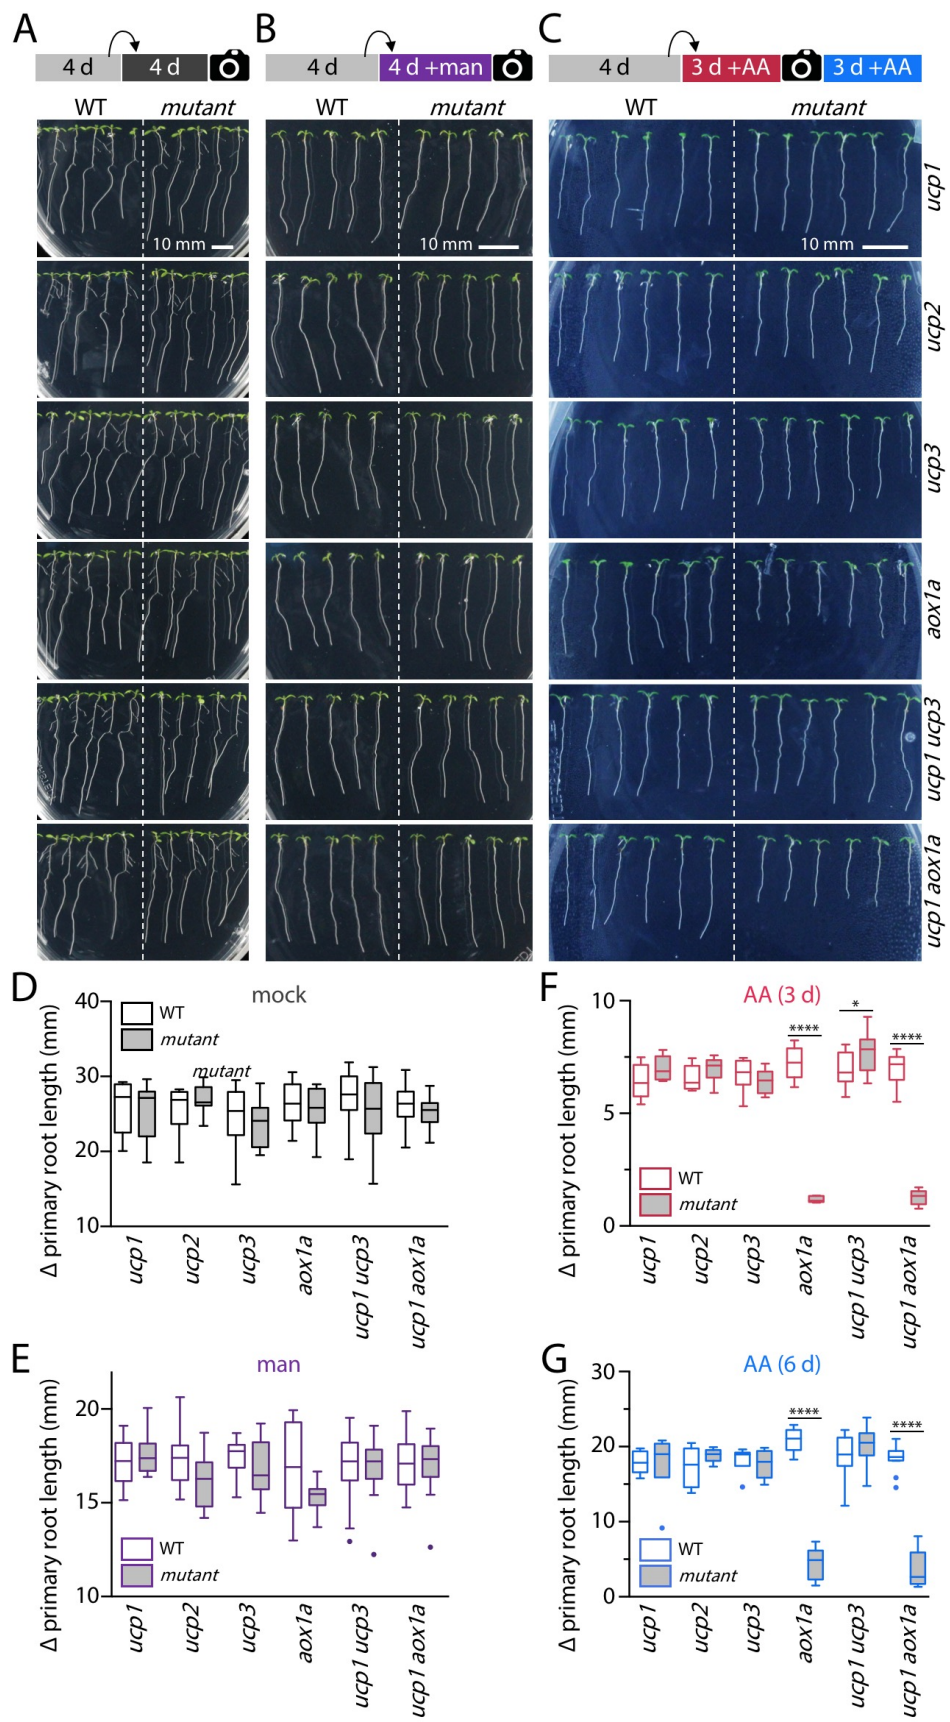 A
4 d
4 d
WT
mutant
10 mm
B
4 d
4 d +man
WT
mutant
10 mm
C
4 d
3 d +AA
3 d +AA
WT
mutant
10 mm
ucp1
ucp2
ucp3
aox1a
ucp1 ucp3
ucp1 aox1a
D
mock
Δ primary root length (mm)
40
30
20
10
WT
mutant
mutant
ucp1
ucp2
ucp3
aox1a
ucp1 ucp3
ucp1 aox1a
F
AA (3 d)
Δ primary root length (mm)
10
5
0
****
*
****
WT
mutant
ucp1
ucp2
ucp3
aox1a
ucp1 ucp3
ucp1 aox1a
E
man
Δ primary root length (mm)
20
15
10
WT
mutant
ucp1
ucp2
ucp3
aox1a
ucp1 ucp3
ucp1 aox1a
G
AA (6 d)
Δ primary root length (mm)
30
20
10
0
****
****
WT
mutant
ucp1
ucp2
ucp3
aox1a
ucp1 ucp3
ucp1 aox1a